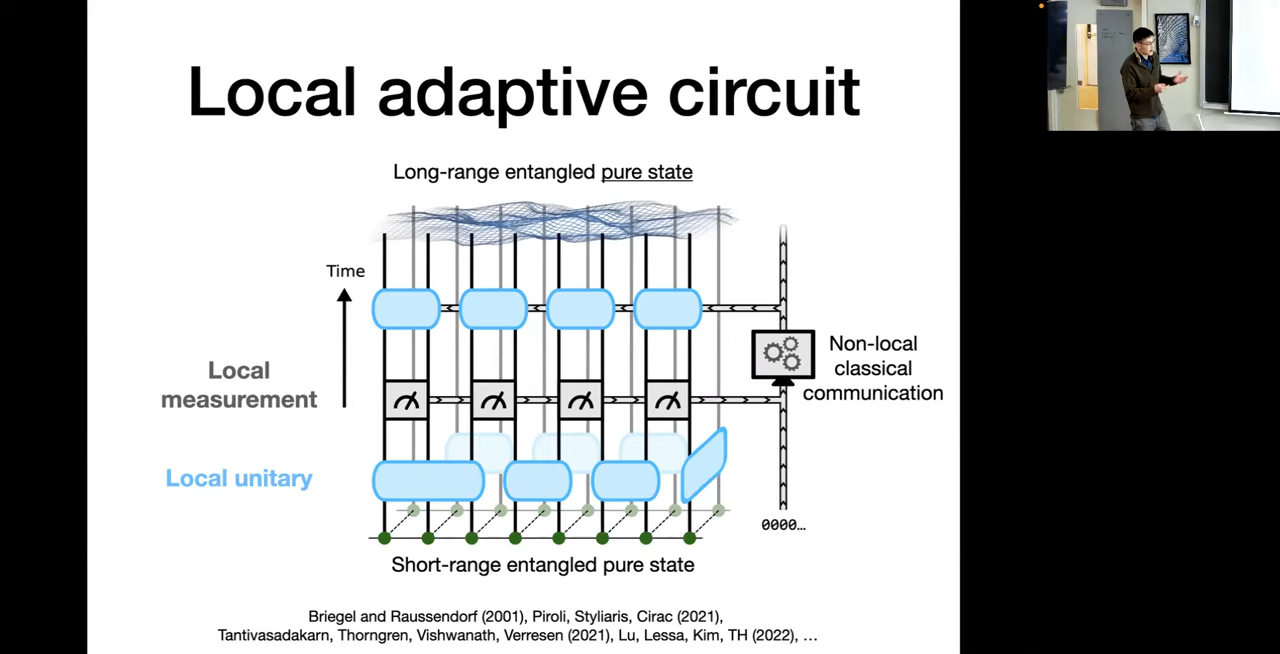 Local adaptive circuit
Long-range entangled pure state
Time
Local
measurement
Non-local
classical
communication
Local unitary
0000…
Short-range entangled pure state
Briegel and Raussendorf (2001), Piroli, Styliaris, Cirac (2021),
Tantivasadakarn, Thorngren, Vishwanath, Verresen (2021), Lu, Lessa, Kim, TH (2022), …